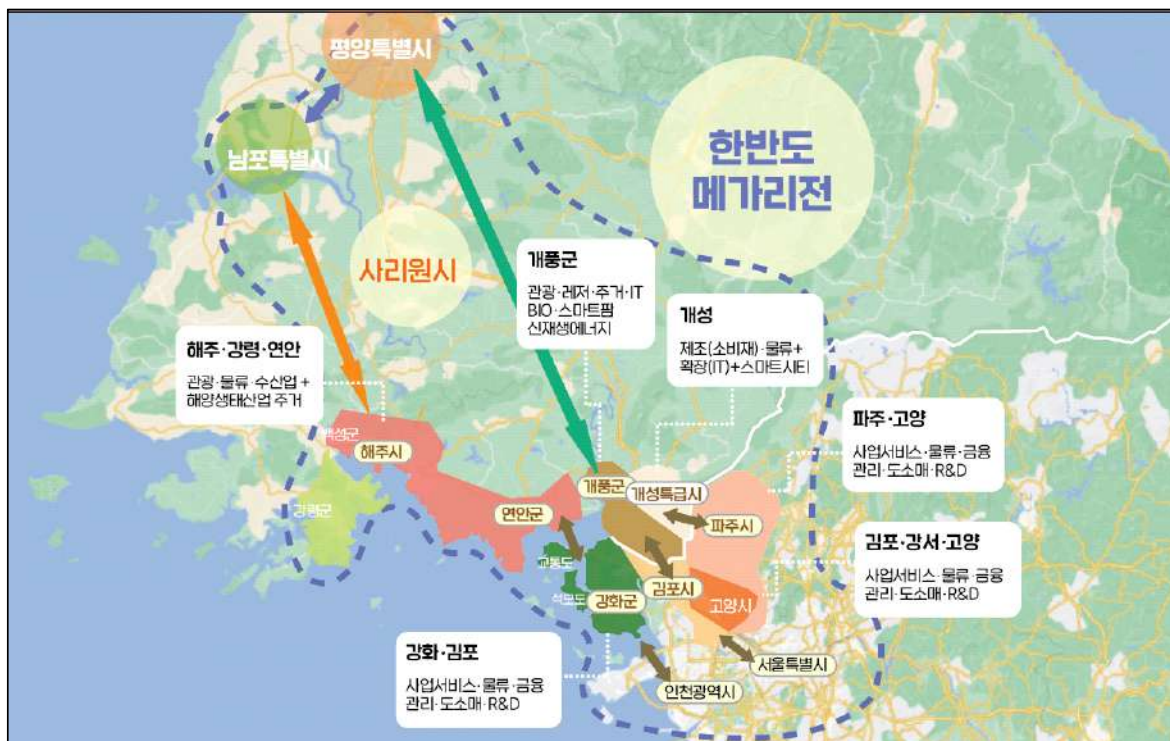 평양특별시
남포특별시
한반도
메가리전
사리원시
개풍군
관광·레저·주거·IT
BIO·스마트팜
신재생에너지
개성
제조(소비재)·물류+
확장(IT)+스마트시티
해주·강령·연안
관광·물류·수산업 +
해양생태산업 주거
파주·고양
사업서비스·물류·금융
관리·도소매·R&D
벽성군
해주시
강령군
연안군
개풍군
개성특급시
파주시
교동도
석모도
강화군
김포시
고양시
김포·강서·고양
사업서비스·물류·금융
관리·도소매·R&D
강화·김포
사업서비스·물류·금융
관리·도소매·R&D
서울특별시
인천광역시